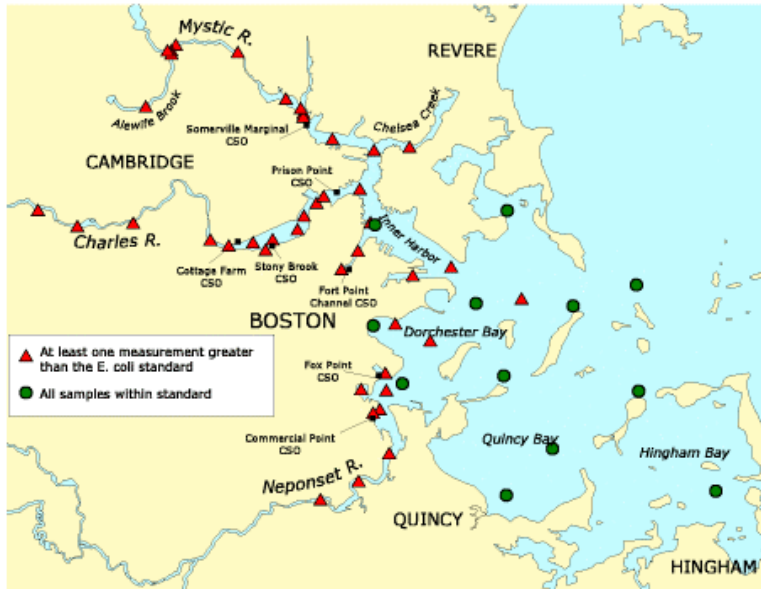 Mystic R.
REVERE
Alewife Brook
Somerville Marginal
CSO
Chelsea Creek
CAMBRIDGE
Prison Point
CSO
Charles R.
Inner Harbor
Cottage Farm
CSO
Stony Brook
CSO
Fort Point
Channel CSO
BOSTON
Dorchester Bay
At least one measurement greater
than the E. coli standard
All samples within standard
Fox Point
CSO
Commercial Point
CSO
Quincy Bay
Hingham Bay
Neponset R.
QUINCY
HINGHAM